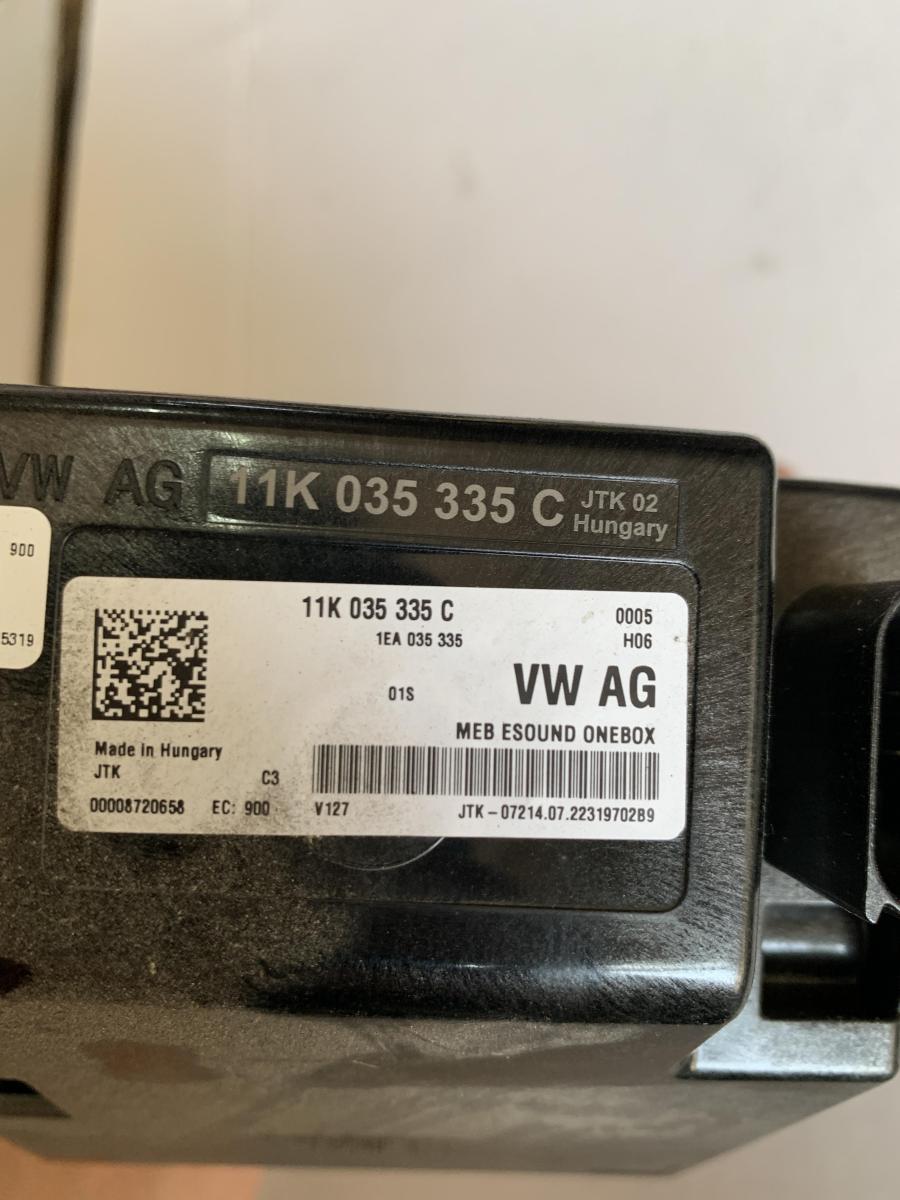 VW AG
11K 035 335 C
JTK 02
Hungary
900
5319
11K 035 335 C
1EA 035 335
0005
H06
01S
VW AG
MEB ESOUND ONEBOX
Made in Hungary
JTK
C3
00008720658 EC: 900 V127 JTK-07214.07.2231970289